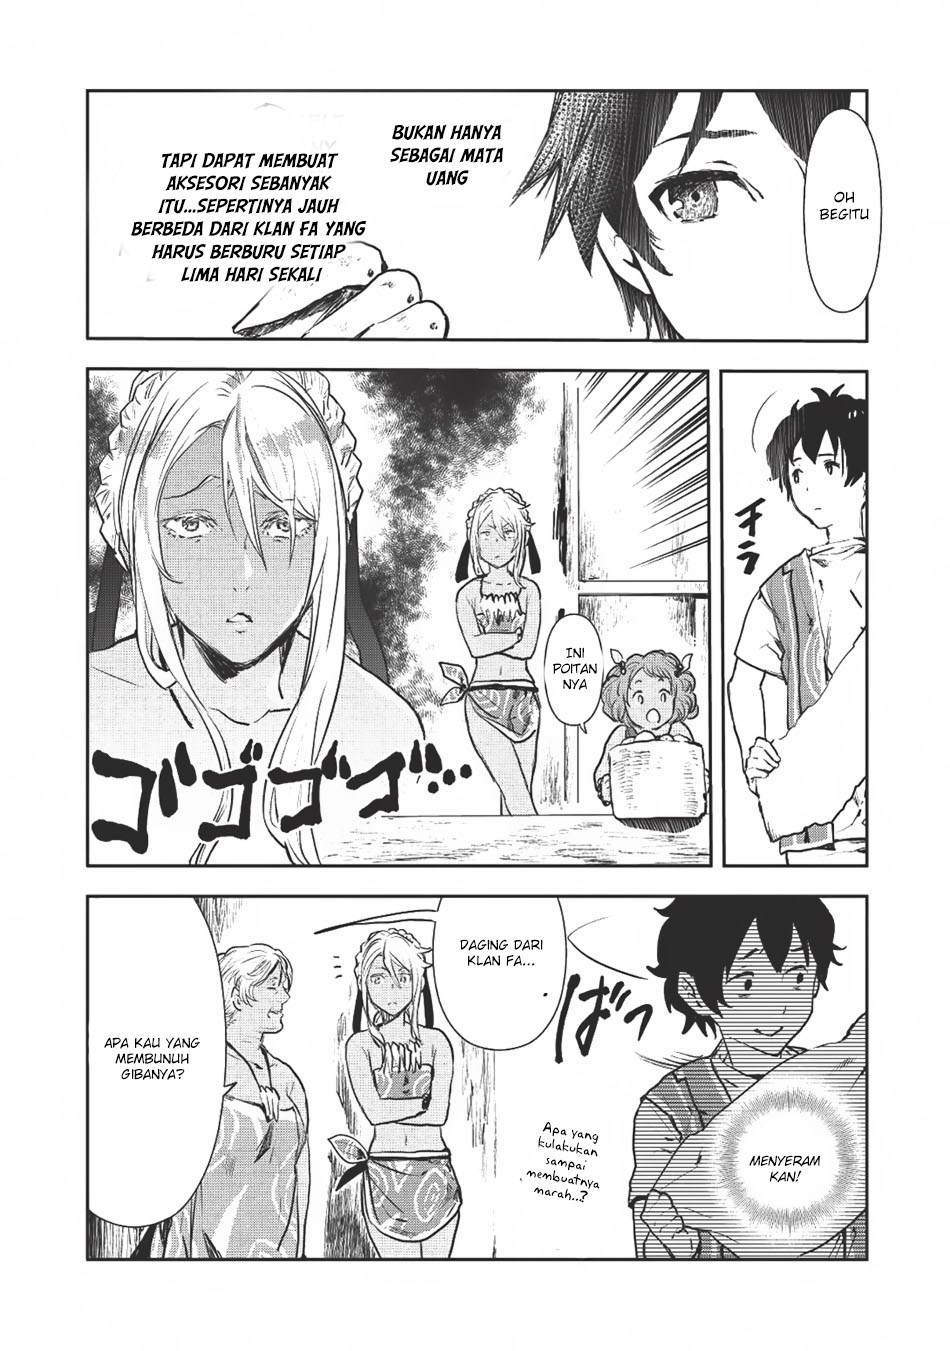 OH
BEGITU
BUKAN HANYA
SEBAGAI MATA
UANG
TAPI DAPAT MEMBUAT
AKSESORI SEBANYAK
ITU...SEPERTINYA JAUH
BERBEDA DARI KLAN FA YANG
HARUS BERBURU SETIAP
LIMA HARI SEKALI
チラ
INI
POITAN
NYA
ゴゴゴゴゴ...
DAGING DARI
KLAN FA...
ばっ
MENYERAM
KAN!
Apa yang
kulakukan
sampai
membuatnya
marah...?
APA KAU YANG
MEMBUNUH
GIBANYA?